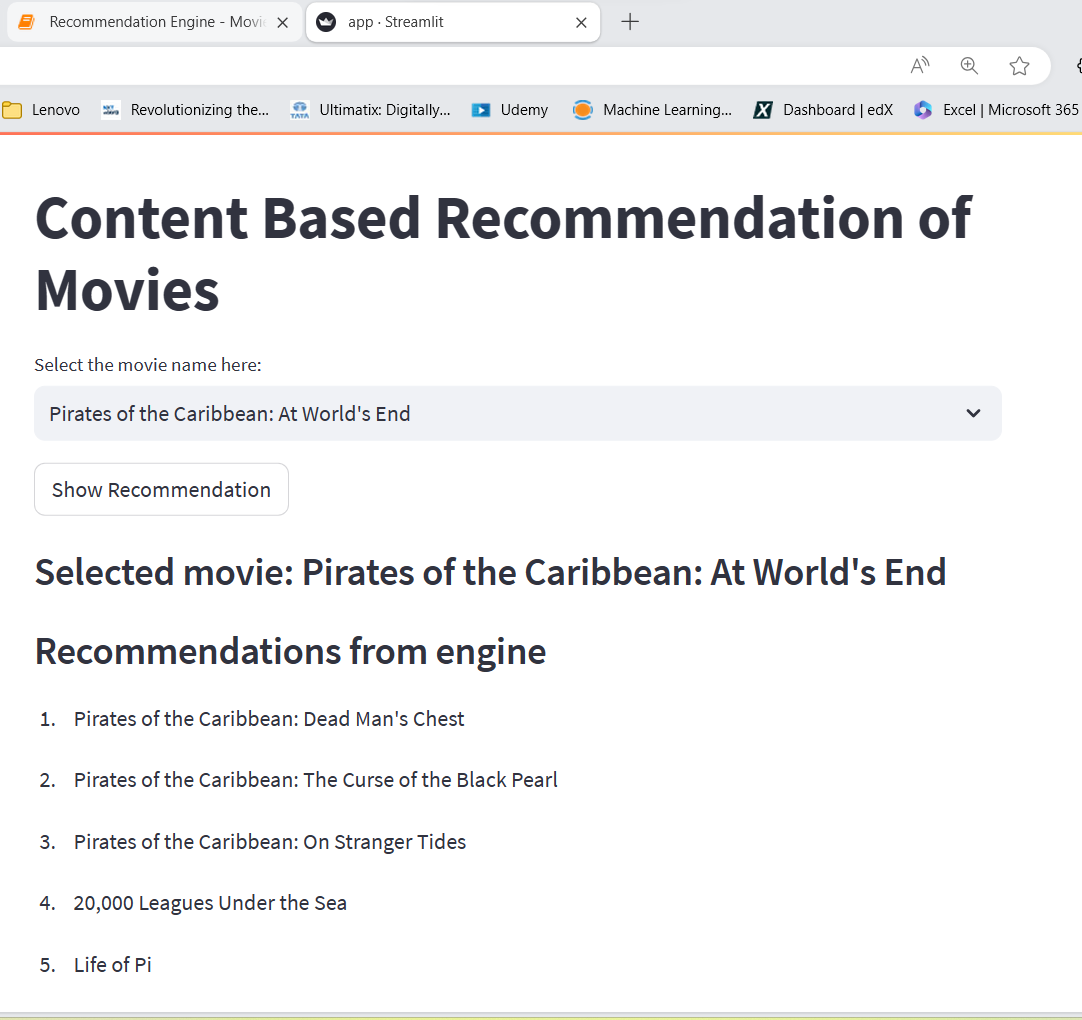 Recommendation Engine - Movi
app · Streamlit
Lenovo
Revolutionizing the...
TATA
Ultimatix: Digitally...
Udemy
Machine Learning...
Dashboard | edX
Excel | Microsoft 365
Content Based Recommendation of
Movies
Select the movie name here:
Pirates of the Caribbean: At World's End
Show Recommendation
Selected movie: Pirates of the Caribbean: At World's End
Recommendations from engine
1. Pirates of the Caribbean: Dead Man's Chest
2. Pirates of the Caribbean: The Curse of the Black Pearl
3. Pirates of the Caribbean: On Stranger Tides
4. 20,000 Leagues Under the Sea
5. Life of Pi